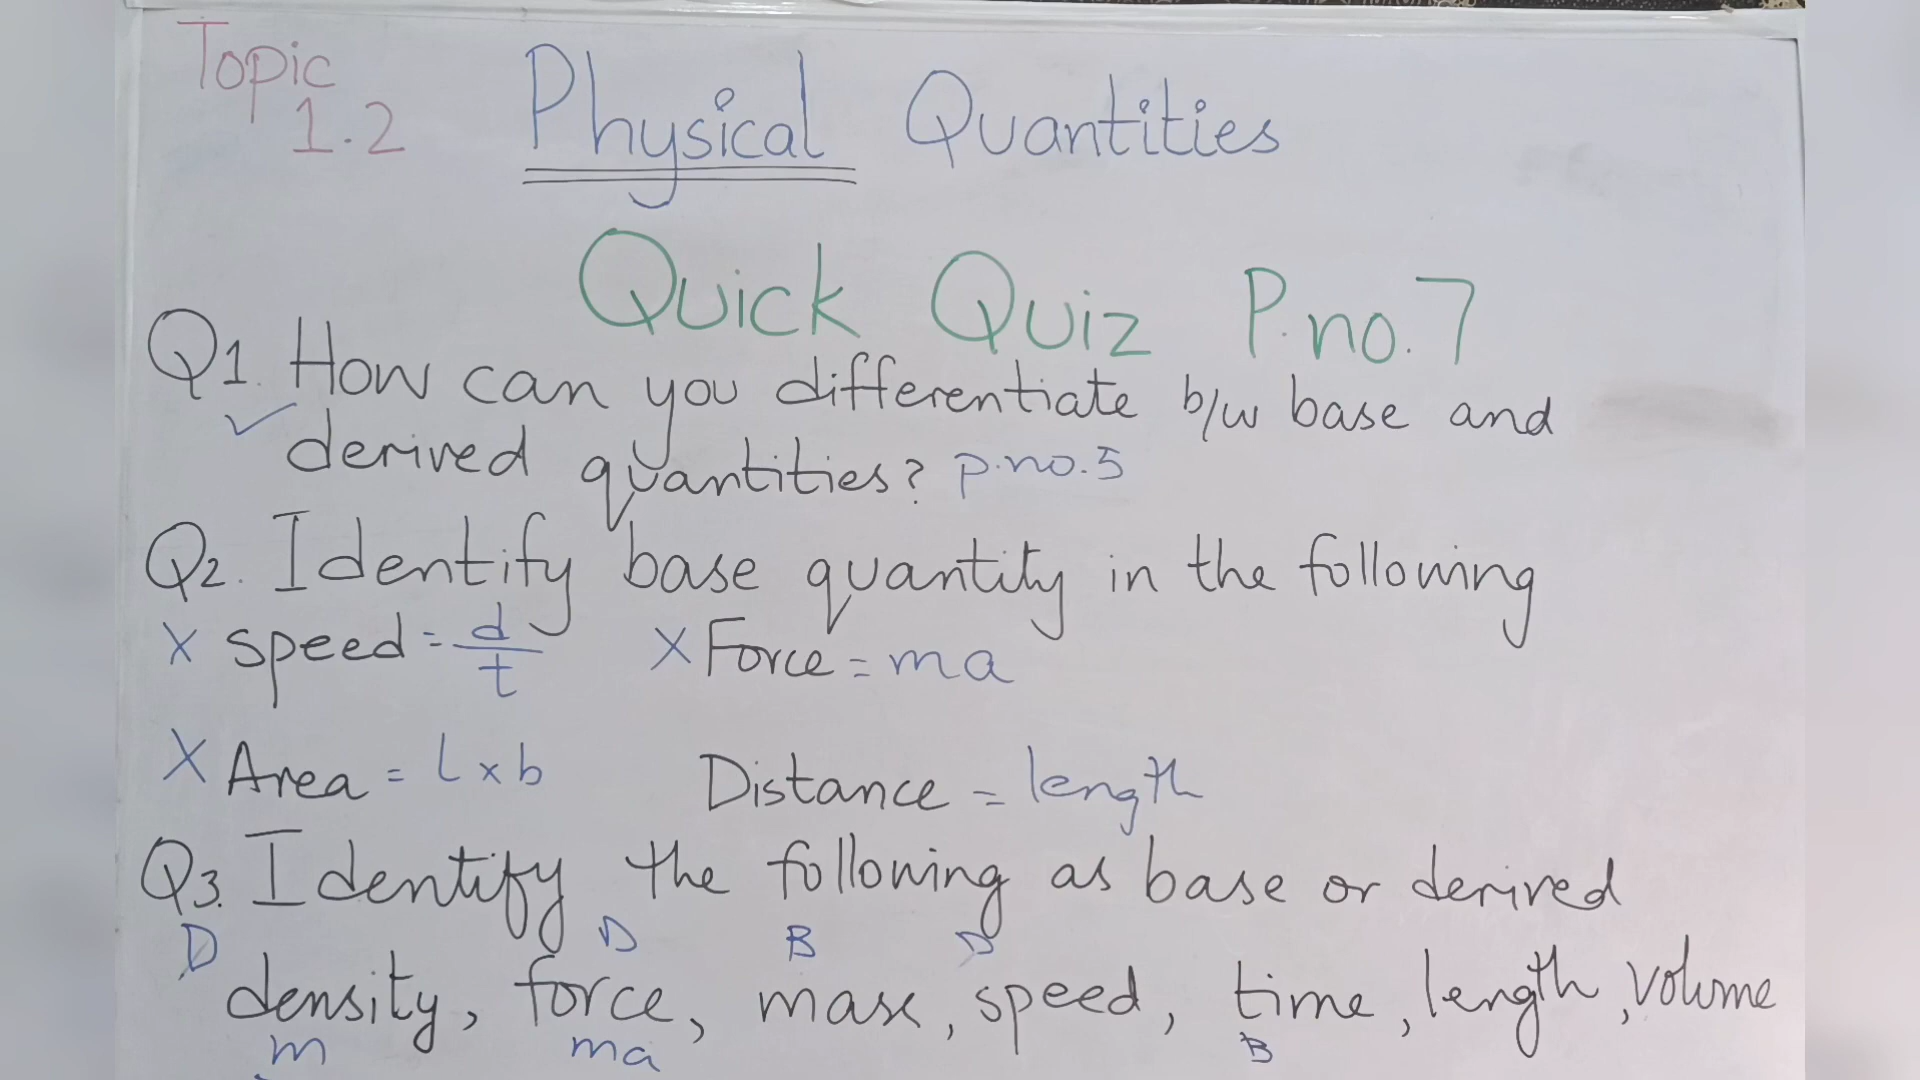 Topic
1.2
Physical Quantities
Quick Quiz P.no.7
Q1. How can you differentiate b/w base and
derived quantities? p.no.5
Q2. Identify base quantity in the following
X speed = d/t X Force = ma
X Area = l x b Distance = length
Q3. Identify the following as base or derived
D D B D
density, force, mass, speed, time, length, volume
m ma B